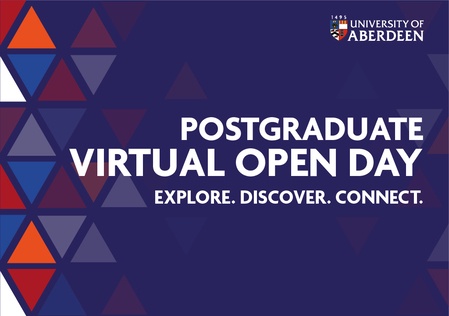 1495
UNIVERSITY OF
ABERDEEN
POSTGRADUATE
VIRTUAL OPEN DAY
EXPLORE. DISCOVER. CONNECT.